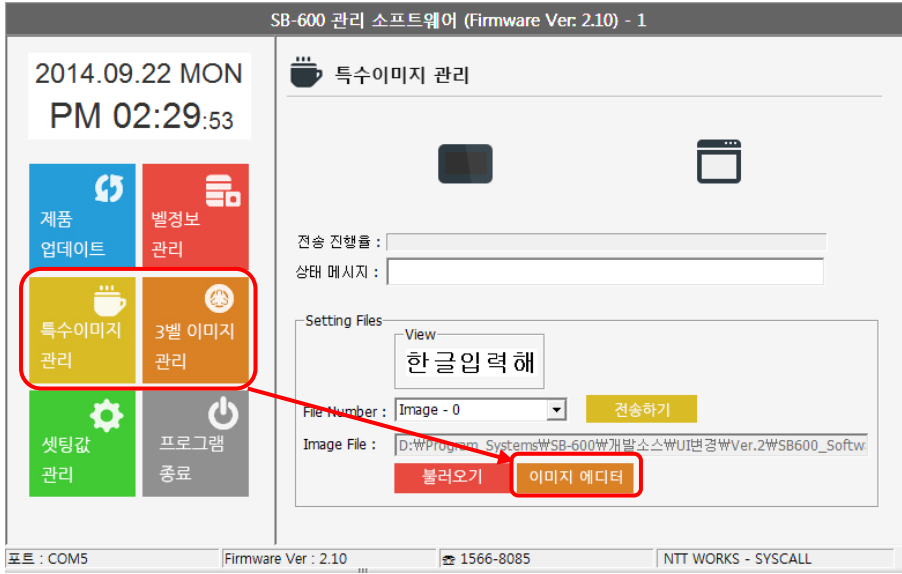 SB-600 관리 소프트웨어 (Firmware Ver: 2.10) - 1
2014.09.22 MON
PM 02:29:53
제품
업데이트
벨정보
관리
특수이미지
관리
3벨 이미지
관리
셋팅값
관리
프로그램
종료
특수이미지 관리
전송 진행율 :
상태 메시지 :
Setting Files
View
한글입력해
File Number : Image - 0
전송하기
Image File : D:₩Program_Systems₩SB-600₩개발소스₩UI변경₩Ver.2₩SB600_Softw
불러오기
이미지 에디터
포트 : COM5
Firmware Ver : 2.10
☎ 1566-8085
NTT WORKS - SYSCALL